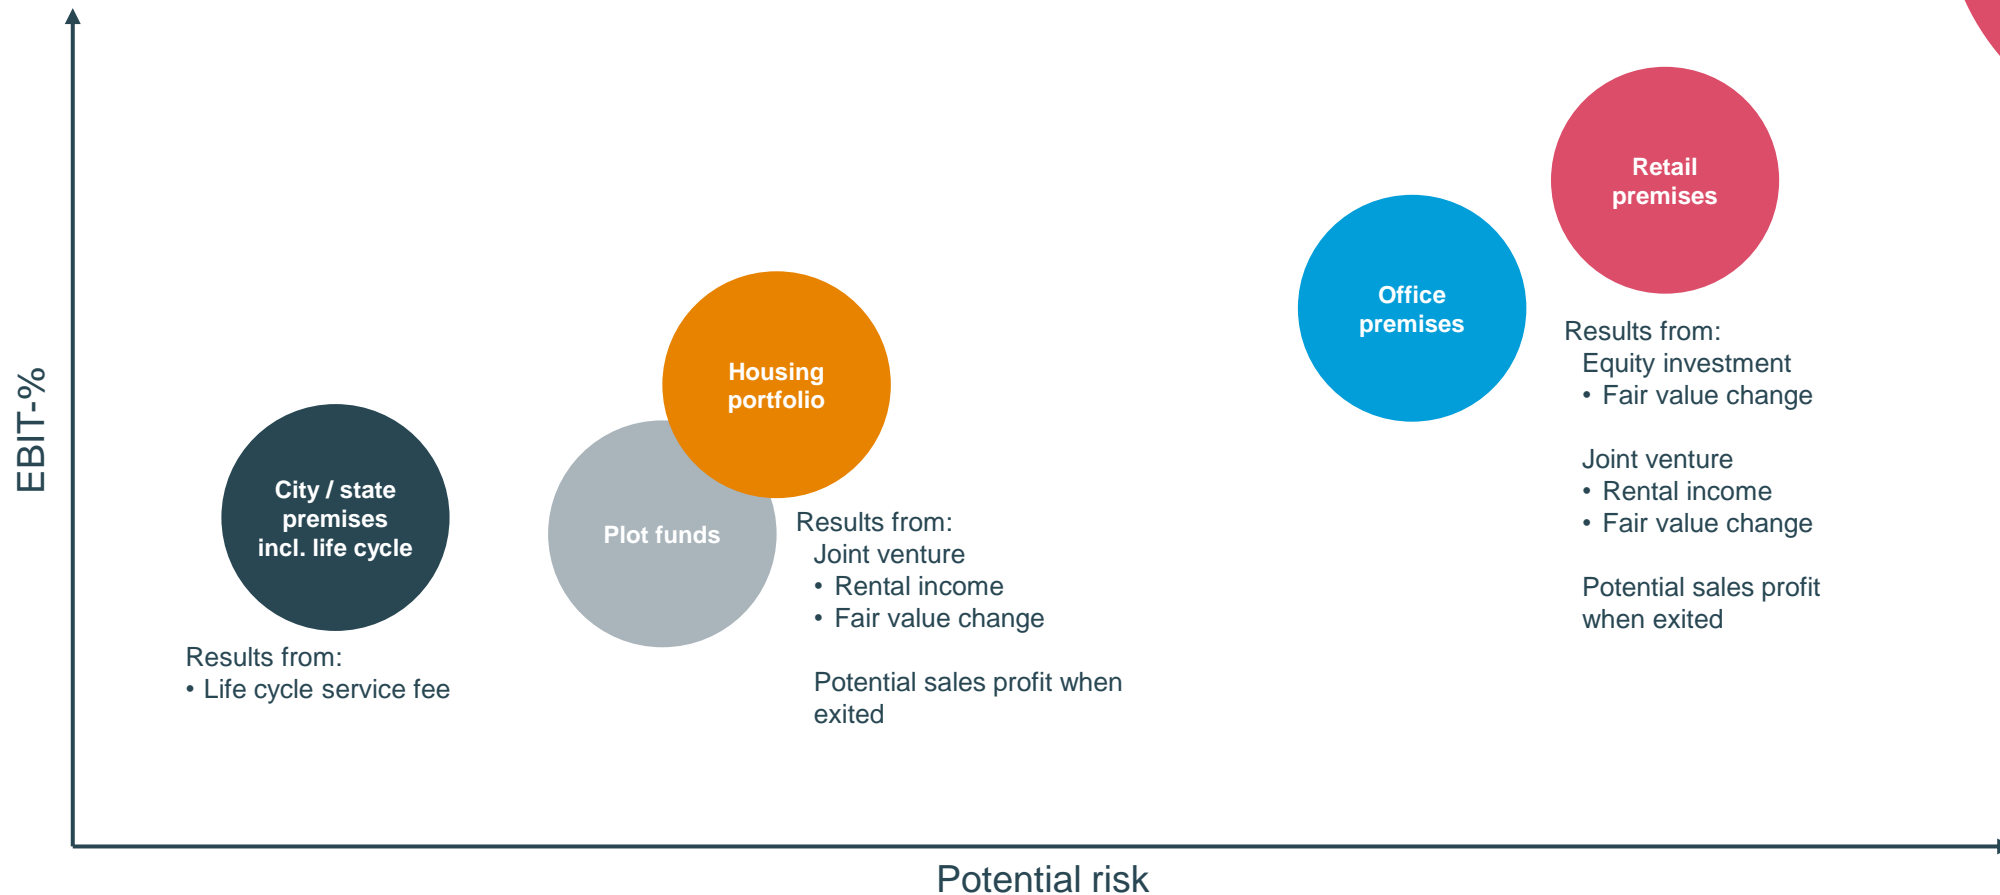 EBIT-%
Retail
premises
Office
premises
Results from:
Equity investment
• Fair value change
Joint venture
• Rental income
• Fair value change
Potential sales profit
when exited
Housing
portfolio
Plot funds
Results from:
Joint venture
• Rental income
• Fair value change
Potential sales profit when
exited
City / state
premises
incl. life cycle
Results from:
• Life cycle service fee
Potential risk